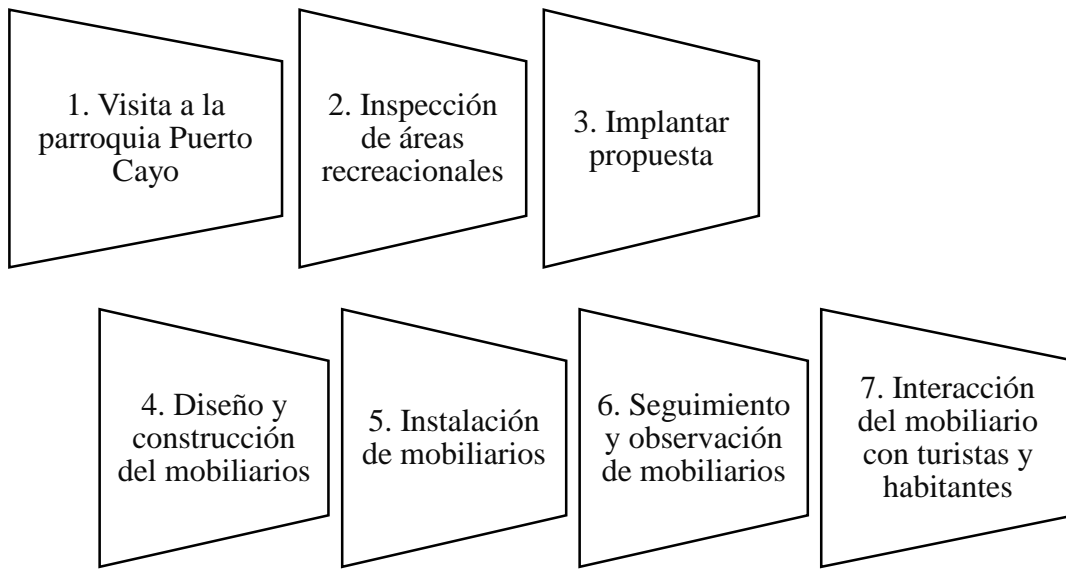 1. Visita a la
parroquia Puerto
Cayo
2. Inspección
de áreas
recreacionales
3. Implantar
propuesta
4. Diseño y
construcción
del mobiliarios
5. Instalación
de mobiliarios
6. Seguimiento
y observación
de mobiliarios
7. Interacción
del mobiliario
con turistas y
habitantes